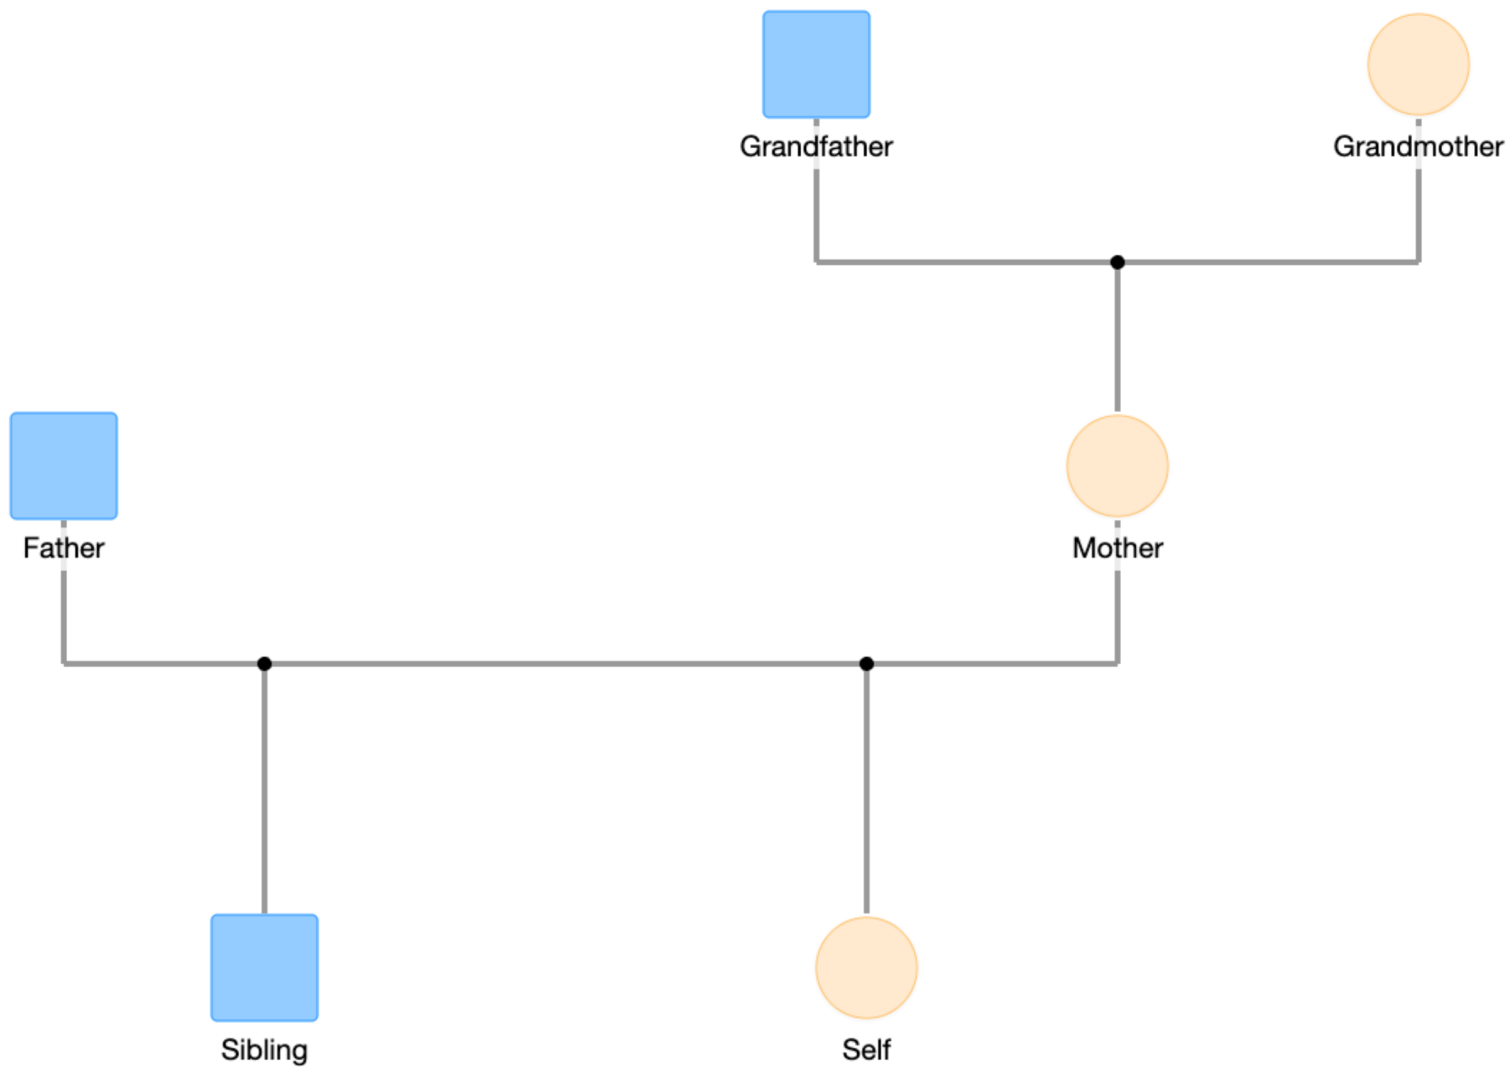 Grandfather
Grandmother
Father
Mother
Sibling
Self